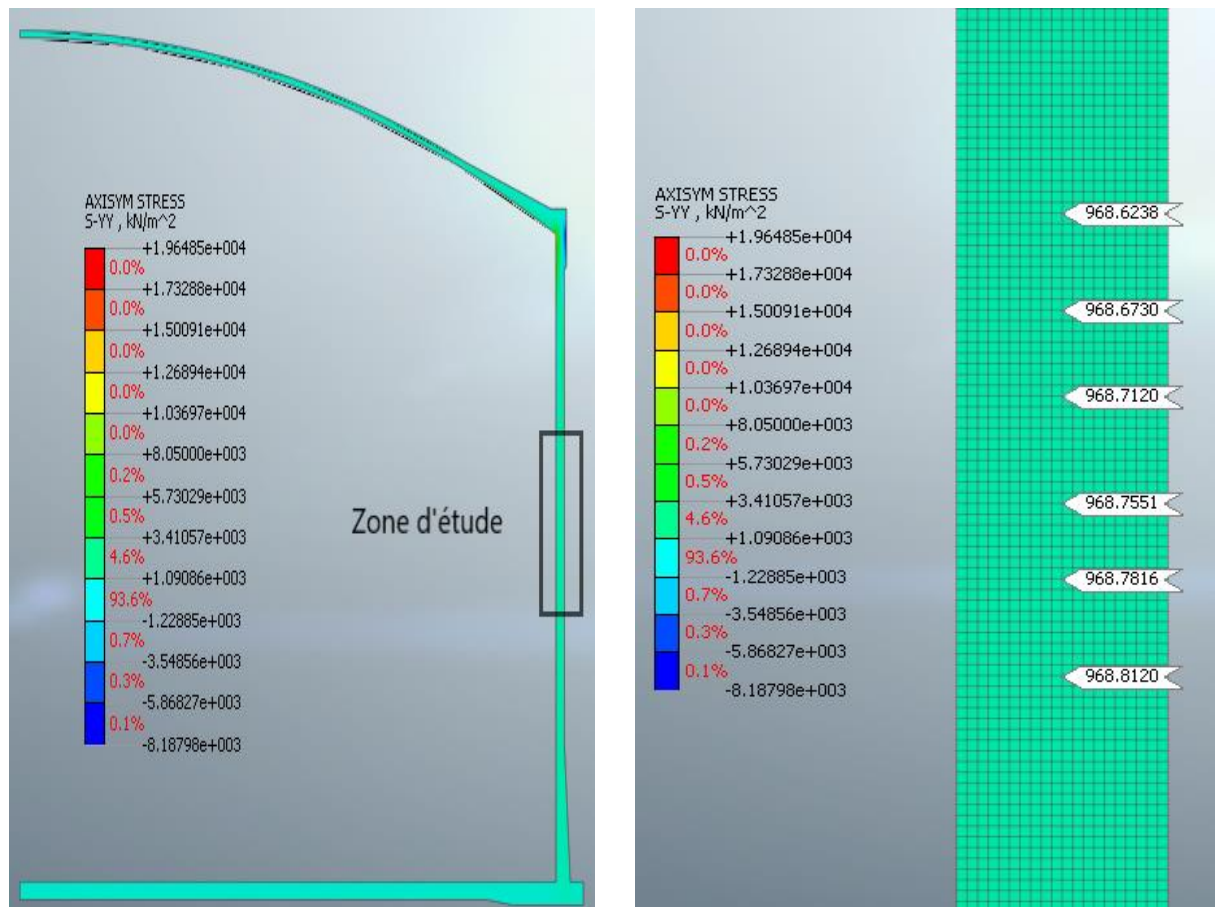 AXISYM STRESS
S-YY , kN/m^2
+1.96485e+004
0.0%
+1.73288e+004
0.0%
+1.50091e+004
0.0%
+1.26894e+004
0.0%
+1.03697e+004
0.0%
+8.05000e+003
0.2%
+5.73029e+003
0.5%
+3.41057e+003
4.6%
+1.09086e+003
93.6%
-1.22885e+003
0.7%
-3.54856e+003
0.3%
-5.86827e+003
0.1%
-8.18798e+003
Zone d'étude
AXISYM STRESS
S-YY , kN/m^2
+1.96485e+004
0.0%
+1.73288e+004
0.0%
+1.50091e+004
0.0%
+1.26894e+004
0.0%
+1.03697e+004
0.0%
+8.05000e+003
0.2%
+5.73029e+003
0.5%
+3.41057e+003
4.6%
+1.09086e+003
93.6%
-1.22885e+003
0.7%
-3.54856e+003
0.3%
-5.86827e+003
0.1%
-8.18798e+003
968.6238
968.6730
968.7120
968.7551
968.7816
968.8120